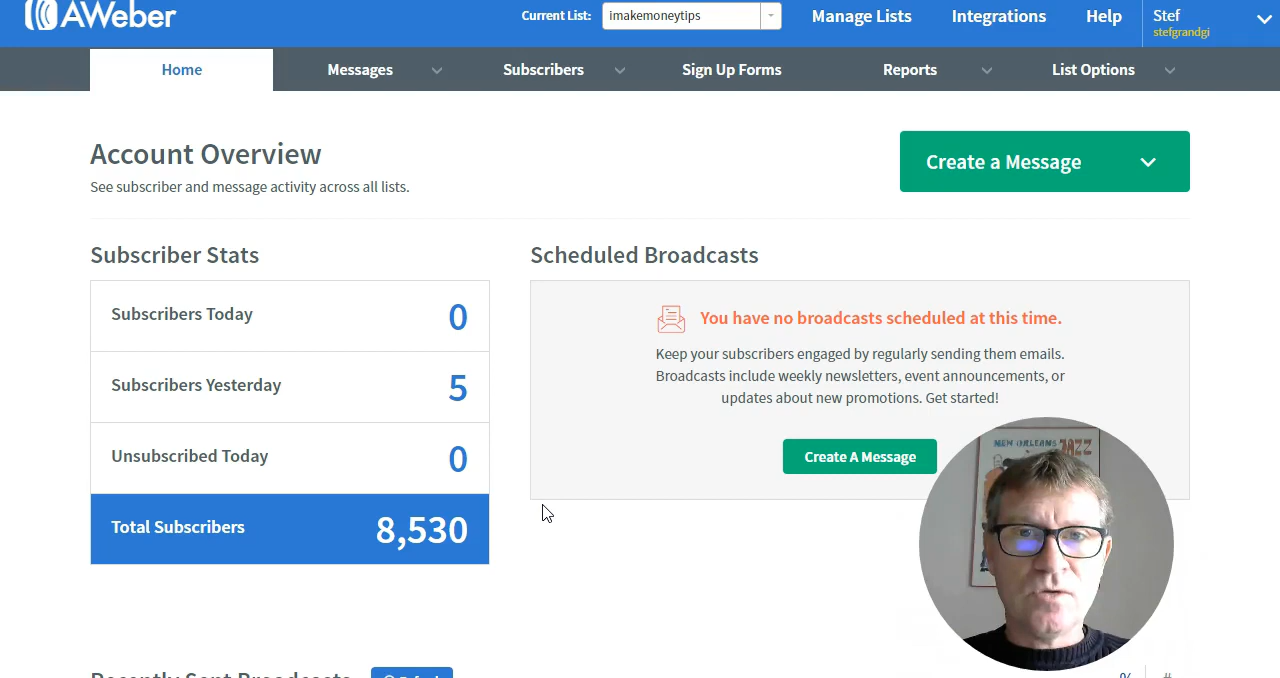 AWeber
Current List: imakemoneytips
Manage Lists
Integrations
Help
Stef
stefgrandgi
Home
Messages
Subscribers
Sign Up Forms
Reports
List Options
Account Overview
See subscriber and message activity across all lists.
Create a Message
Subscriber Stats
Subscribers Today 0
Subscribers Yesterday 5
Unsubscribed Today 0
Total Subscribers 8,530
Scheduled Broadcasts
You have no broadcasts scheduled at this time.
Keep your subscribers engaged by regularly sending them emails.
Broadcasts include weekly newsletters, event announcements, or
updates about new promotions. Get started!
Create A Message
NEW ORLEANS JAZZ
Recently Sent Broadcasts
% #